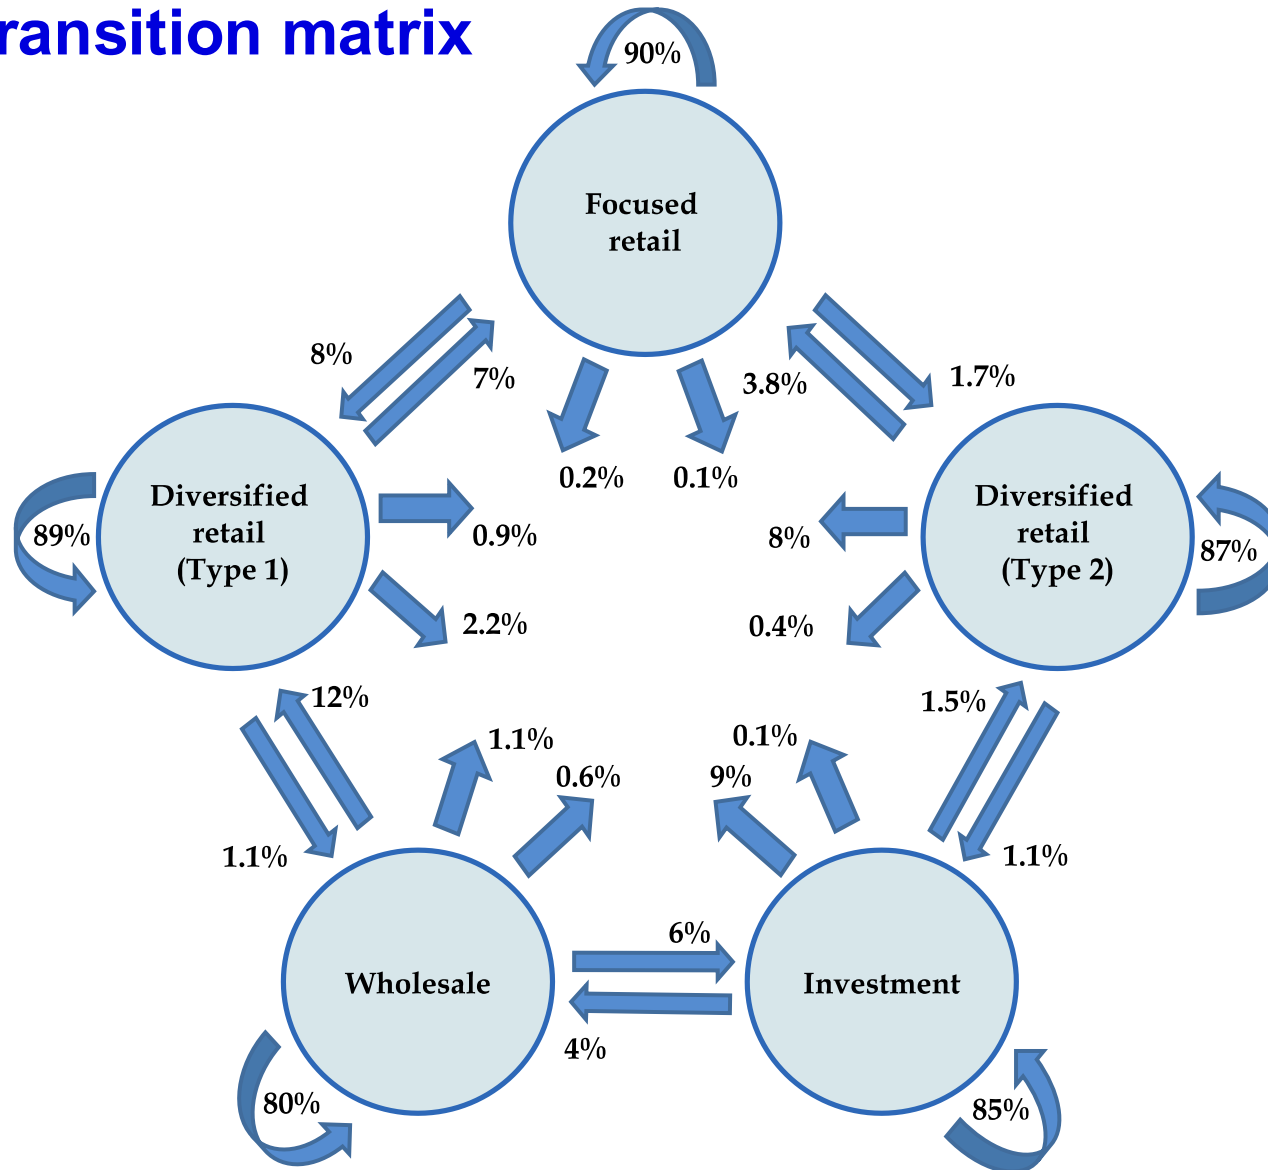 ransition matrix
90%
Focused
retail
8%
7%
3.8%
1.7%
0.2%
0.1%
Diversified
retail
(Type 1)
89%
0.9%
2.2%
Diversified
retail
(Type 2)
87%
8%
0.4%
12%
1.1%
1.1%
0.6%
0.1%
9%
1.5%
1.1%
Wholesale
6%
4%
Investment
80%
85%